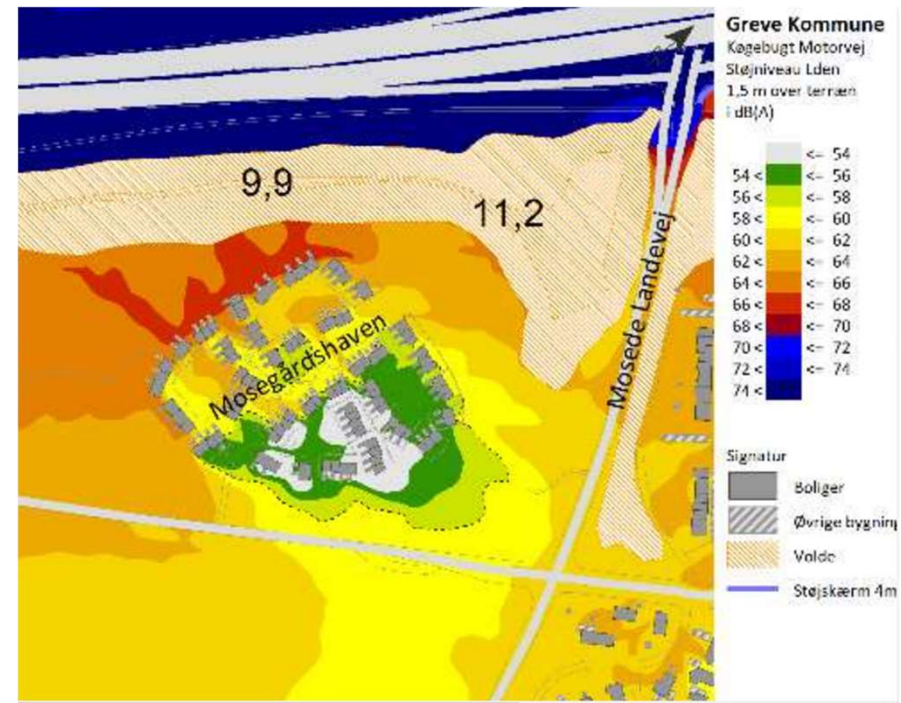 Greve Kommune
Køgebugt Motorvej
Støjniveau Lden
1,5 m over terræn
i dB(A)
<= 54
54 < <= 56
56 < <= 58
58 < <= 60
60 < <= 62
62 < <= 64
64 < <= 66
66 < <= 68
68 < <= 70
70 < <= 72
72 < <= 74
74 <
Signatur
Boliger
Øvrige bygnin
Volde
Støjskærm 4m
9,9
11,2
Mosede Landevej
Mosegårdshaven